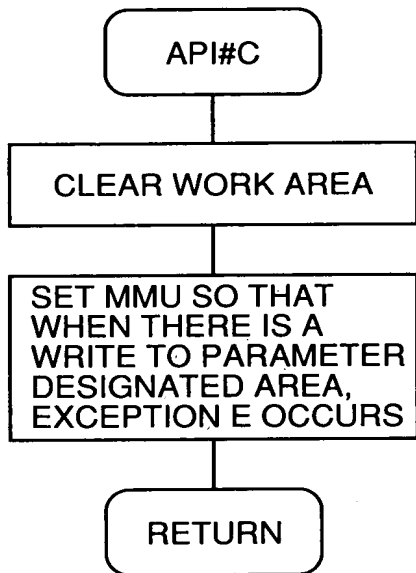 API#C
CLEAR WORK AREA
SET MMU SO THAT
WHEN THERE IS A
WRITE TO PARAMETER
DESIGNATED AREA,
EXCEPTION E OCCURS
RETURN